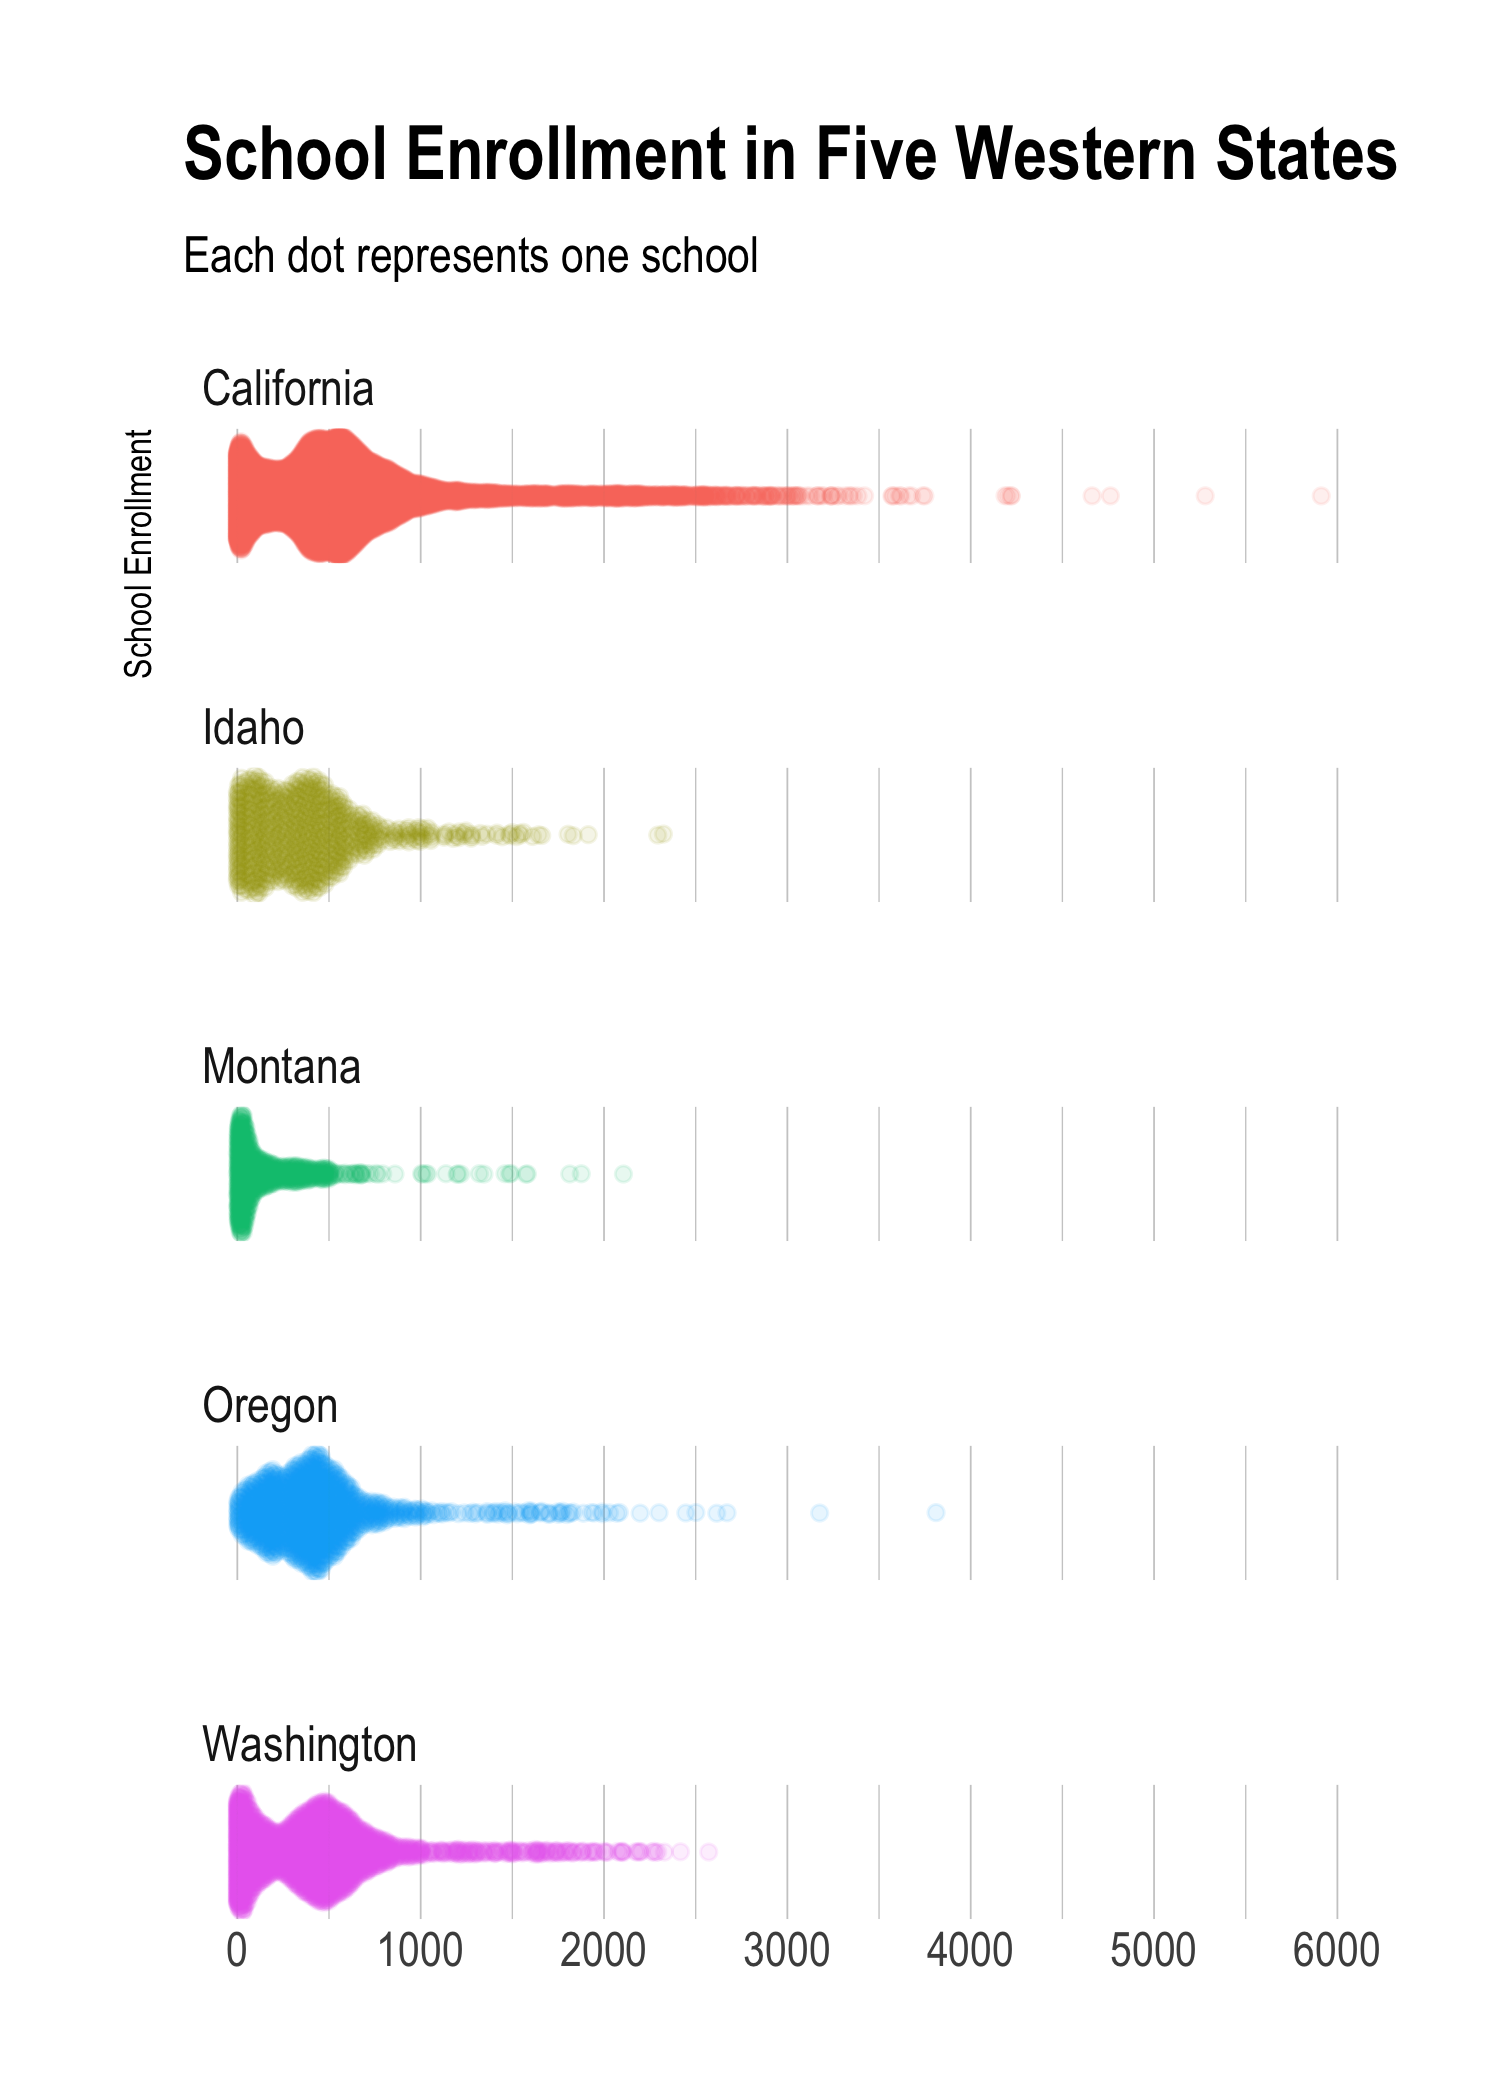 School Enrollment in Five Western States
Each dot represents one school
School Enrollment
California
Idaho
Montana
Oregon
Washington
0 1000 2000 3000 4000 5000 6000